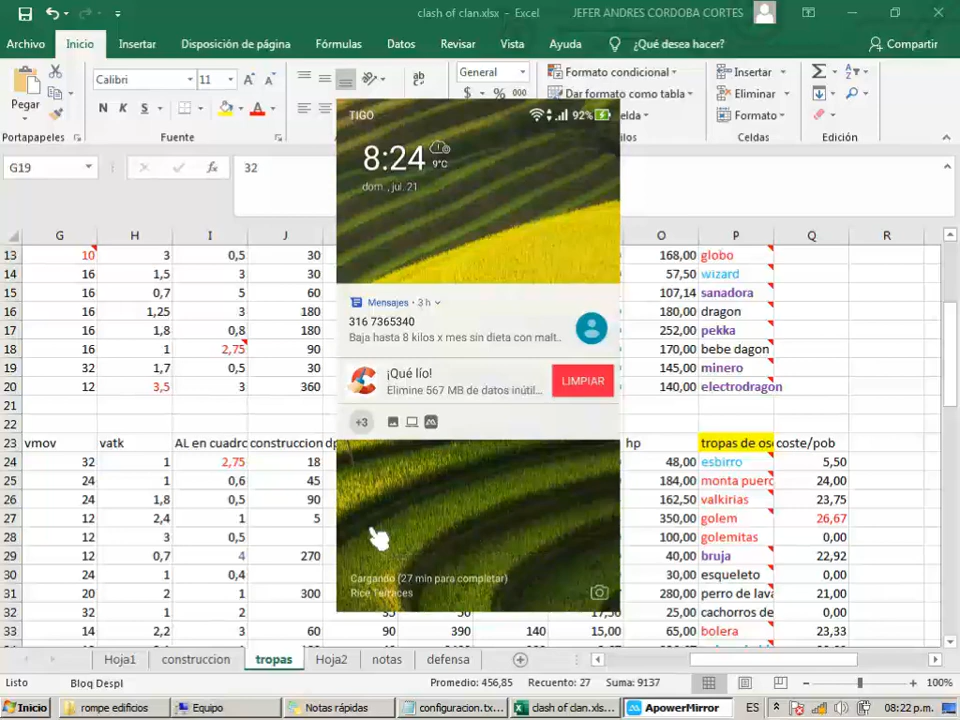 clash of clan.xlsx - Excel
JEFER ANDRES CORDOBA CORTES
Archivo Inicio Insertar Disposición de página Fórmulas Datos Revisar Vista Ayuda ¿Qué desea hacer? Compartir
Pegar
Calibri 11
N K S
General
$ % 000
Formato condicional
Dar formato como tabla
Insertar
Eliminar
Formato
Portapapeles Fuente Celdas Edición
G19 fx 32
G H I J O P Q R
13 10 3 0,5 30 168,00 globo
14 16 1,5 3 30 57,50 wizard
15 16 0,7 5 60 107,14 sanadora
16 16 1,25 3 180 180,00 dragon
17 16 1,8 0,8 180 252,00 pekka
18 16 1 2,75 90 170,00 bebe dagon
19 32 1,7 0,5 30 145,00 minero
20 12 3,5 3 360 140,00 electrodragon
21
22
23 vmov vatk AL en cuadro construccion hp tropas de os coste/pob
24 32 1 2,75 18 48,00 esbirro 5,50
25 24 1 0,6 45 184,00 monta puerc 24,00
26 24 1,8 0,5 90 162,50 valkirias 23,75
27 12 2,4 1 5 350,00 golem 26,67
28 12 3 0,5 100,00 golemitas 0,00
29 12 0,7 4 270 40,00 bruja 22,92
30 24 1 0,4 30,00 esqueleto 0,00
31 20 2 1 300 280,00 perro de lava 21,00
32 32 1 2 25,00 cachorros de 0,00
33 14 2,2 3 60 90 390 140 15,00 65,00 bolera 23,33
TIGO 92%
8:24 9°C
dom., jul. 21
Mensajes • 3 h
316 7365340
Baja hasta 8 kilos x mes sin dieta con malt..
¡Qué lío!
Elimine 567 MB de datos inútil...
LIMPIAR
+3
Cargando (27 min para completar)
Rice Terraces
Hoja1 construccion tropas Hoja2 notas defensa
Listo Bloq Despl Promedio: 456,85 Recuento: 27 Suma: 9137 100%
Inicio rompe edificios Equipo Notas rápidas configuracion.tx... clash of clan.xls... ApowerMirror ES 08:22 p.m.